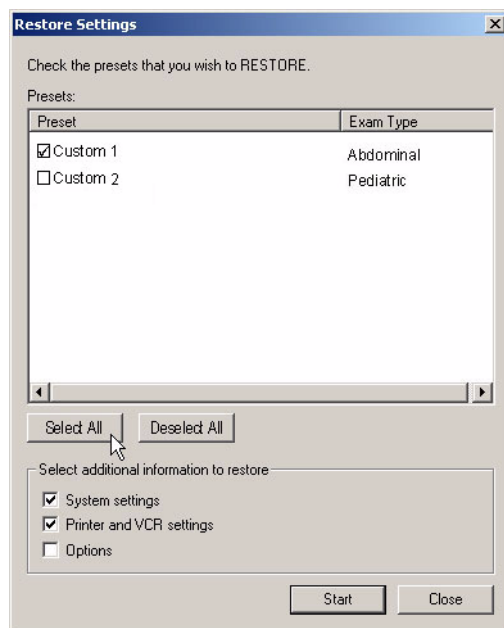 Restore Settings
Check the presets that you wish to RESTORE.
Presets:
Preset Exam Type
Custom 1 Abdominal
Custom 2 Pediatric
Select All Deselect All
Select additional information to restore
System settings
Printer and VCR settings
Options
Start Close